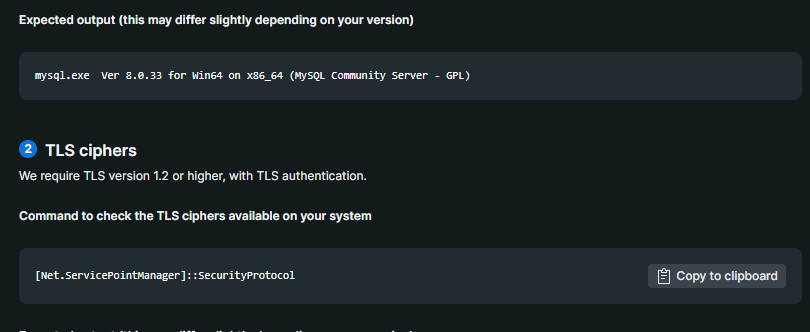 Expected output (this may differ slightly depending on your version)
mysql.exe  Ver 8.0.33 for Win64 on x86_64 (MySQL Community Server - GPL)
2 TLS ciphers
We require TLS version 1.2 or higher, with TLS authentication.
Command to check the TLS ciphers available on your system
[Net.ServicePointManager]::SecurityProtocol
Copy to clipboard